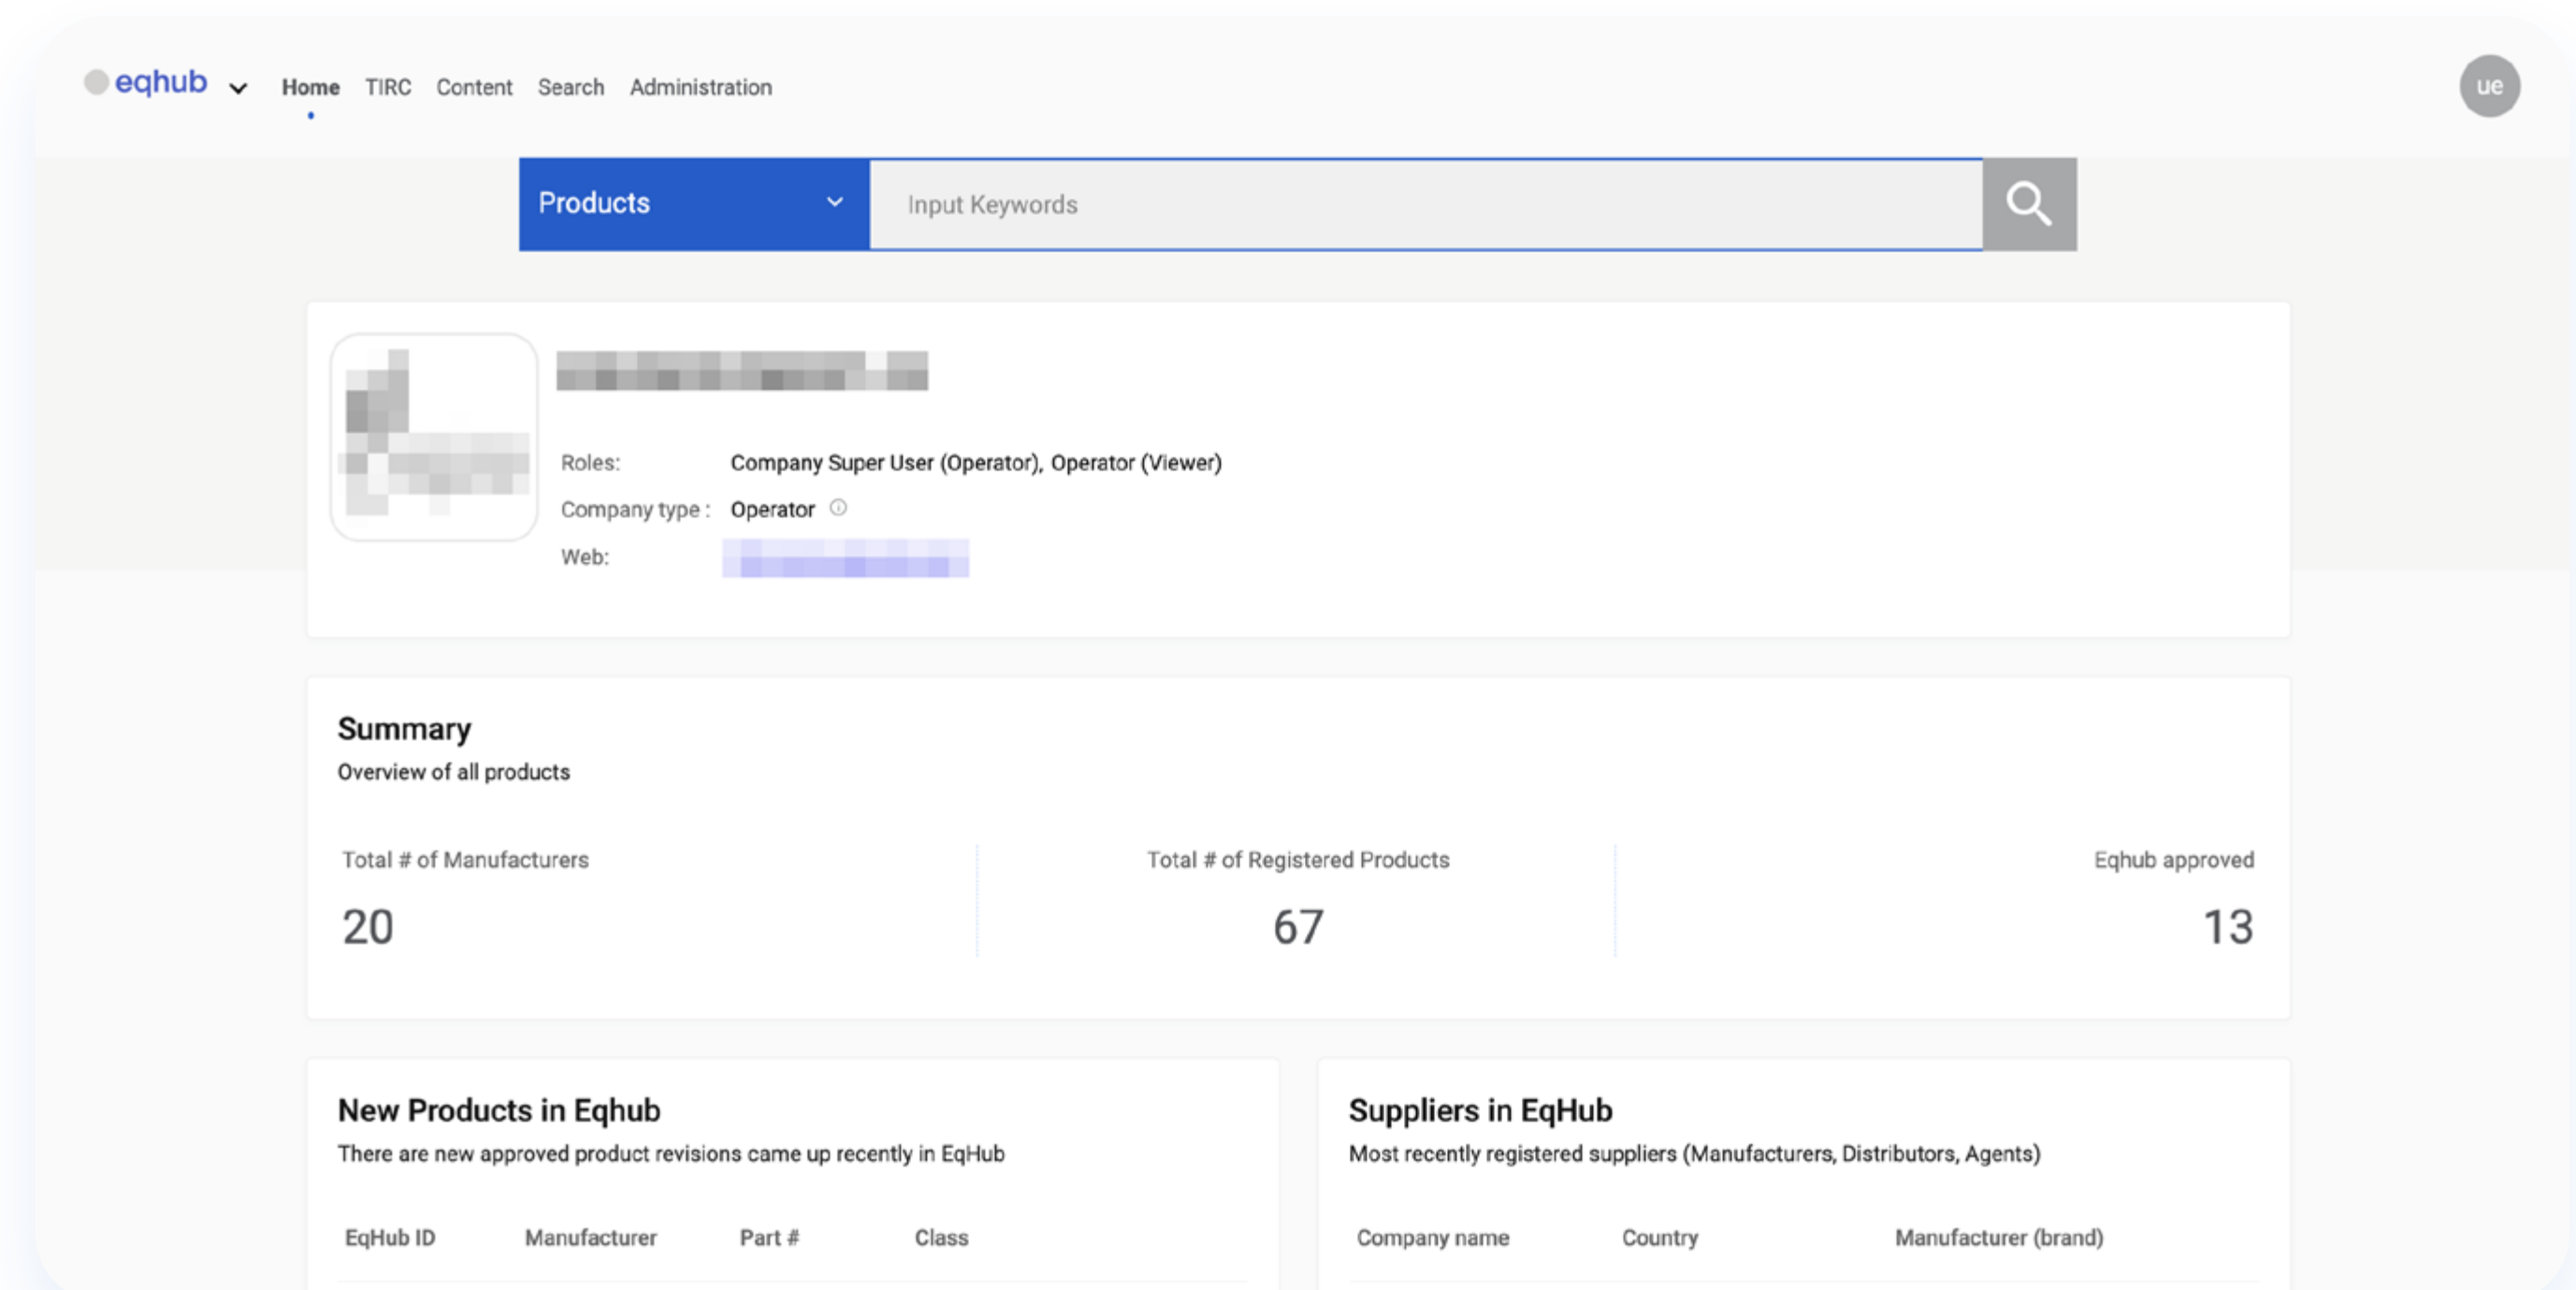 eqhub Home TIRC Content Search Administration ue
Products Input Keywords
Roles: Company Super User (Operator), Operator (Viewer)
Company type : Operator
Web:
Summary
Overview of all products
Total # of Manufacturers Total # of Registered Products Eqhub approved
20 67 13
New Products in Eqhub
There are new approved product revisions came up recently in EqHub
EqHub ID Manufacturer Part # Class
Suppliers in EqHub
Most recently registered suppliers (Manufacturers, Distributors, Agents)
Company name Country Manufacturer (brand)